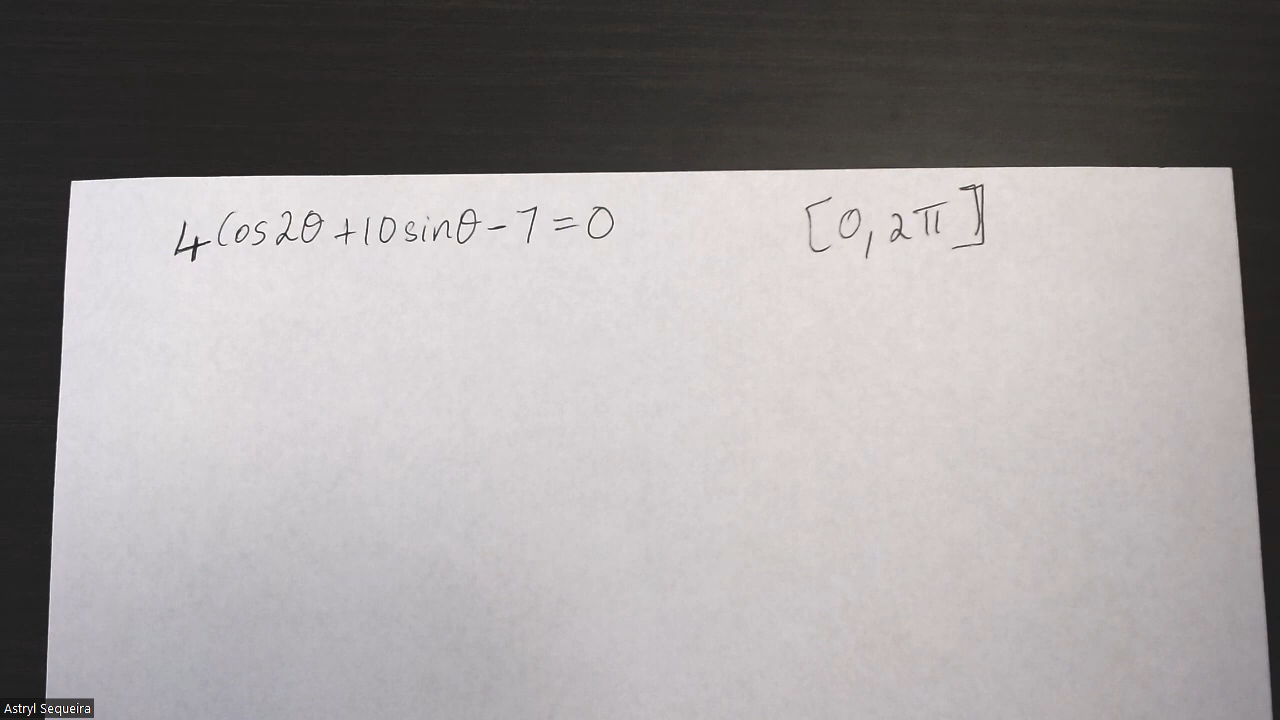 4Cos2θ+10sinθ-7=0 [0,2π]
Astryl Sequeira